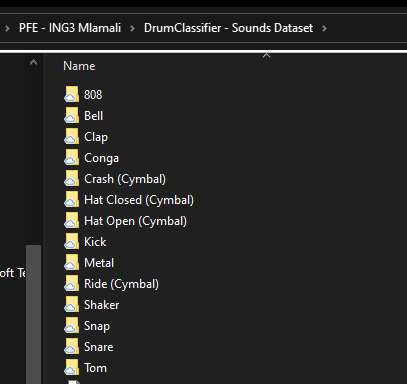 PFE - ING3 Mlamali > DrumClassifier - Sounds Dataset >
Name
808
Bell
Clap
Conga
Crash (Cymbal)
Hat Closed (Cymbal)
Hat Open (Cymbal)
Kick
Metal
Ride (Cymbal)
oft Te
Shaker
Snap
Snare
Tom